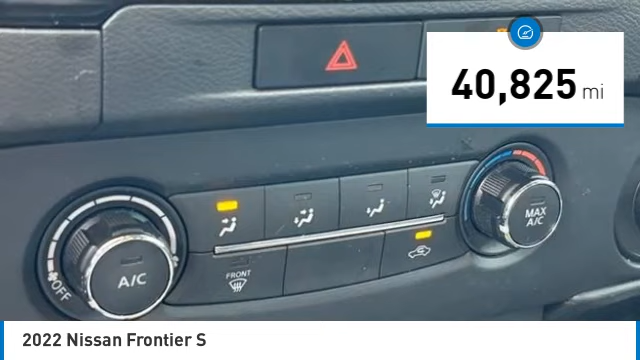 40,825 mi
MAX
A/C
A/C
FRONT
OFF
2022 Nissan Frontier S